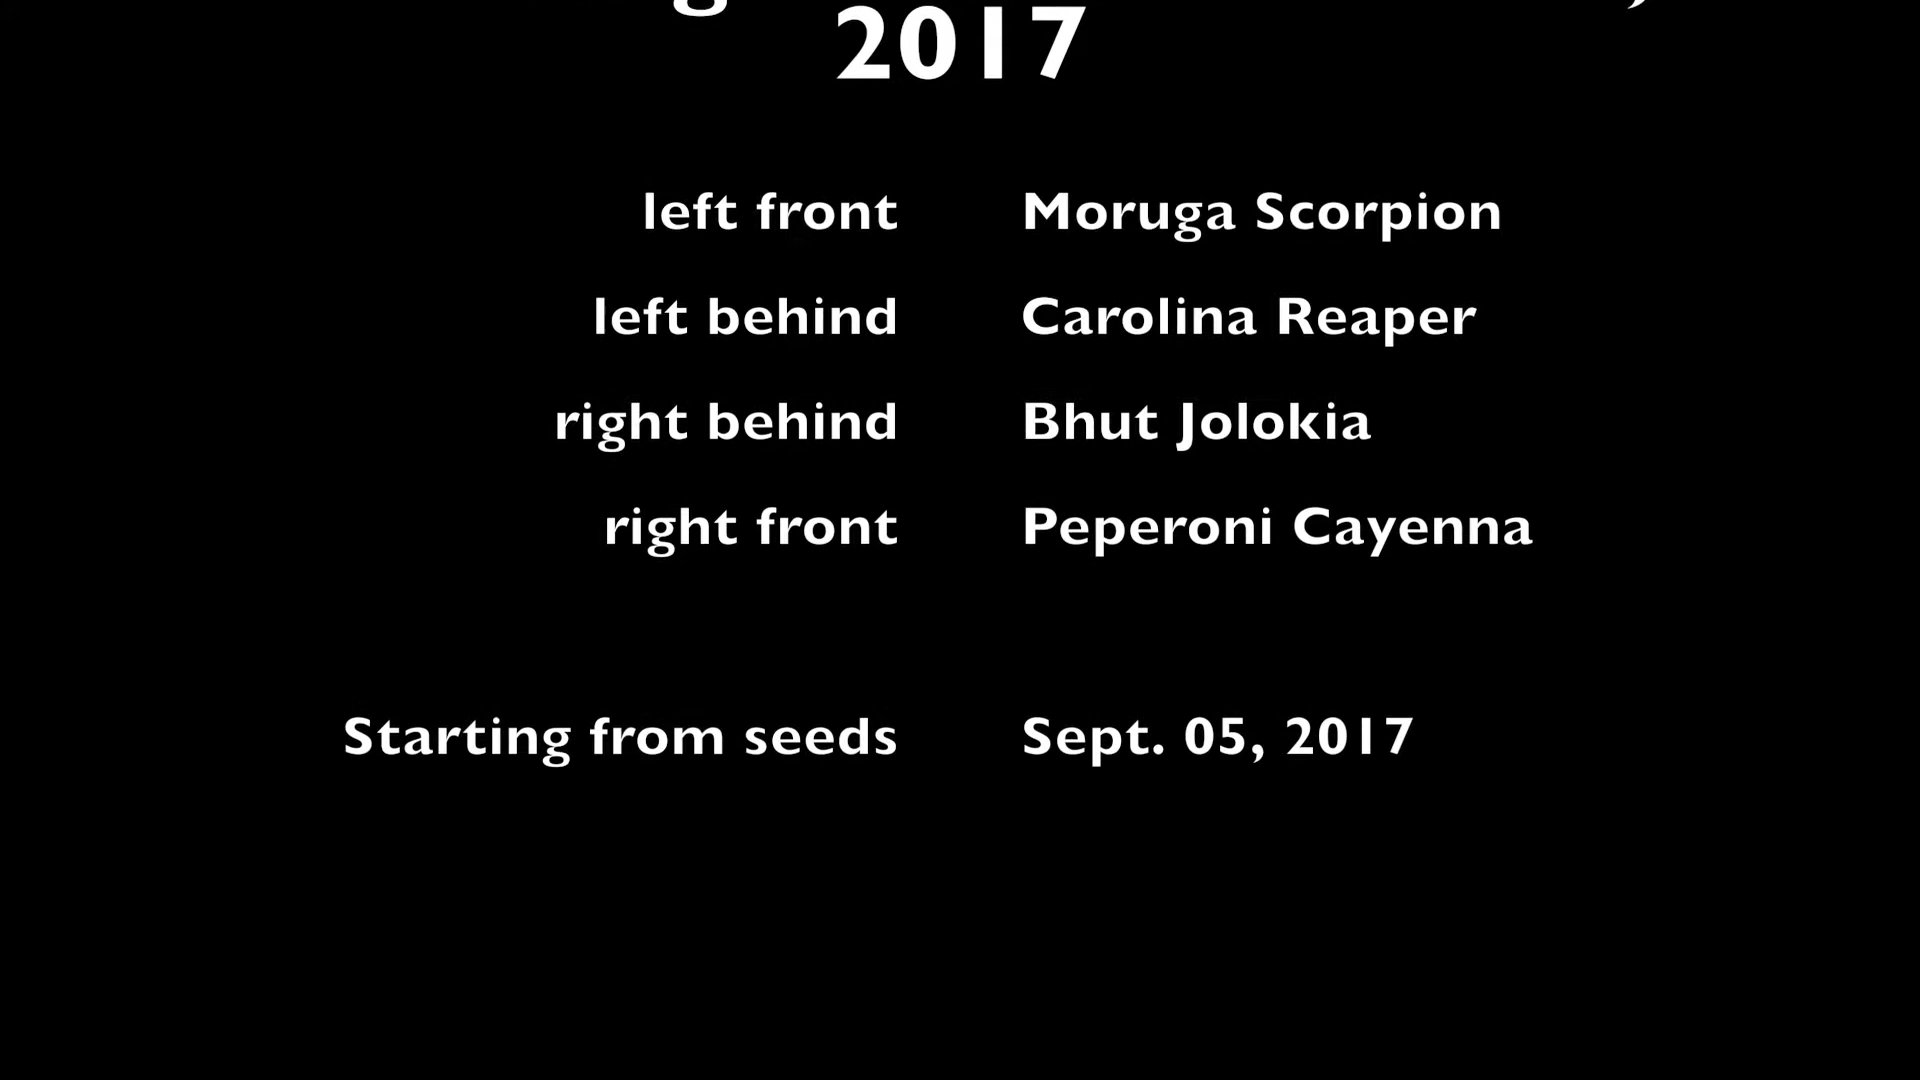 2017
left front Moruga Scorpion
left behind Carolina Reaper
right behind Bhut Jolokia
right front Peperoni Cayenna
Starting from seeds Sept. 05, 2017